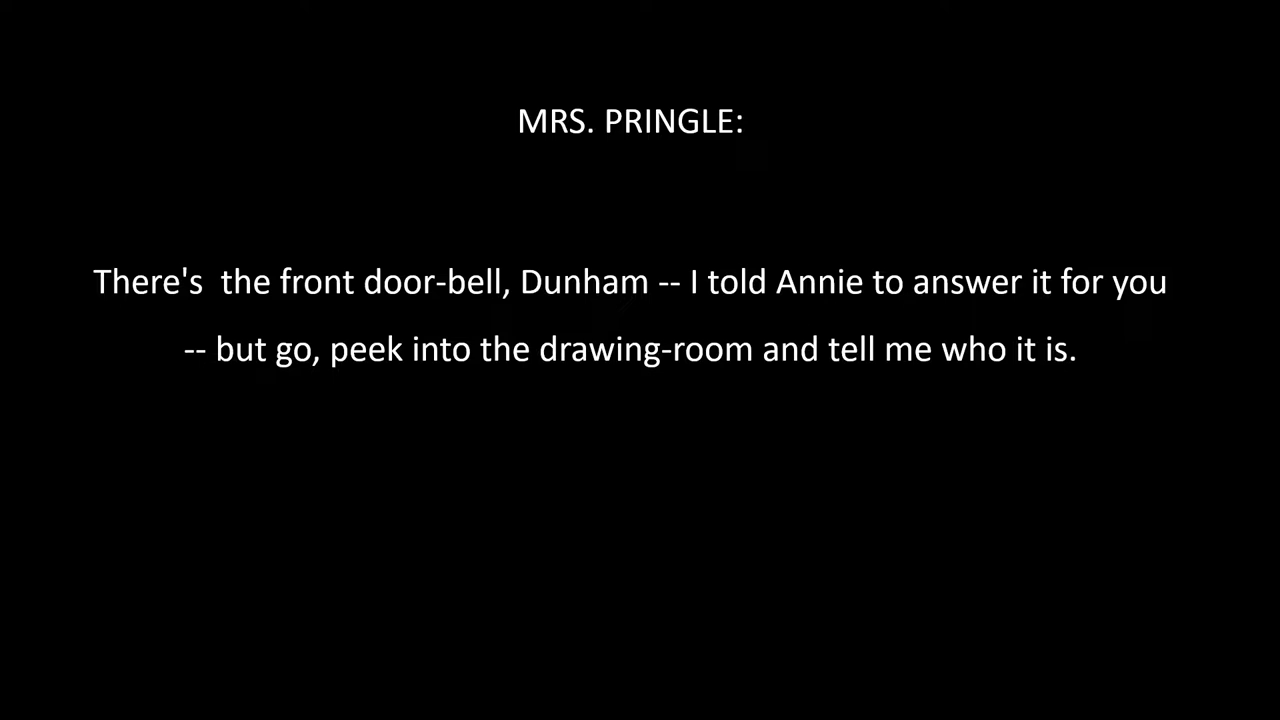 MRS. PRINGLE:
There's  the front door-bell, Dunham -- I told Annie to answer it for you
-- but go, peek into the drawing-room and tell me who it is.